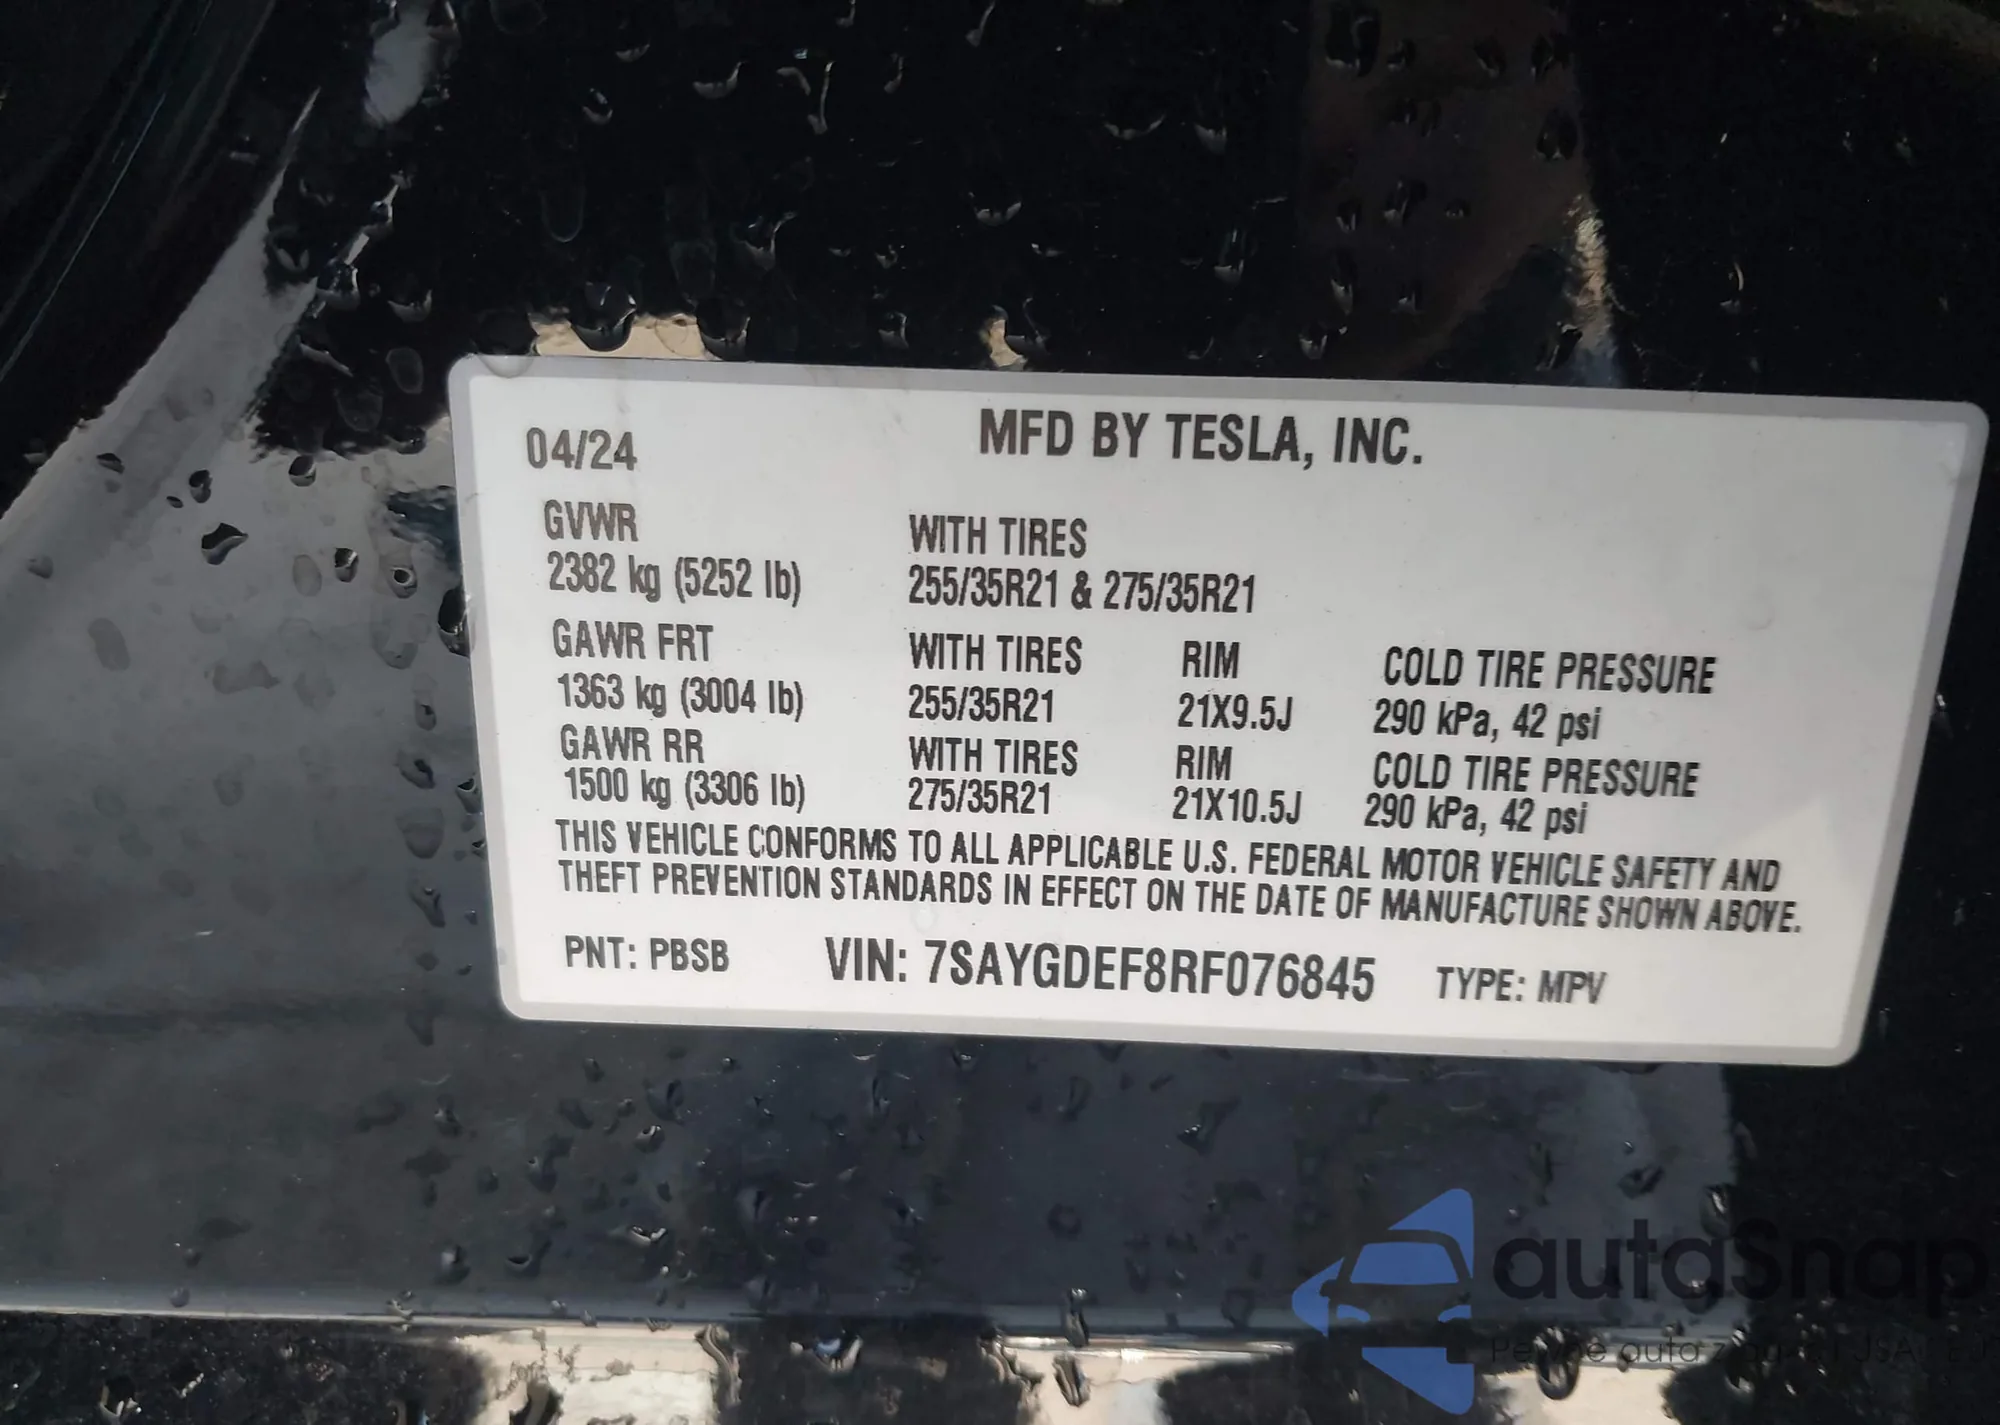 04/24 MFD BY TESLA, INC.
GVWR WITH TIRES
2382 kg (5252 lb) 255/35R21 & 275/35R21
GAWR FRT WITH TIRES RIM COLD TIRE PRESSURE
1363 kg (3004 lb) 255/35R21 21X9.5J 290 kPa, 42 psi
GAWR RR WITH TIRES RIM COLD TIRE PRESSURE
1500 kg (3306 lb) 275/35R21 21X10.5J 290 kPa, 42 psi
THIS VEHICLE CONFORMS TO ALL APPLICABLE U.S. FEDERAL MOTOR VEHICLE SAFETY AND
THEFT PREVENTION STANDARDS IN EFFECT ON THE DATE OF MANUFACTURE SHOWN ABOVE.
PNT: PBSB VIN: 7SAYGDEF8RF076845 TYPE: MPV
autaSnap
auta z